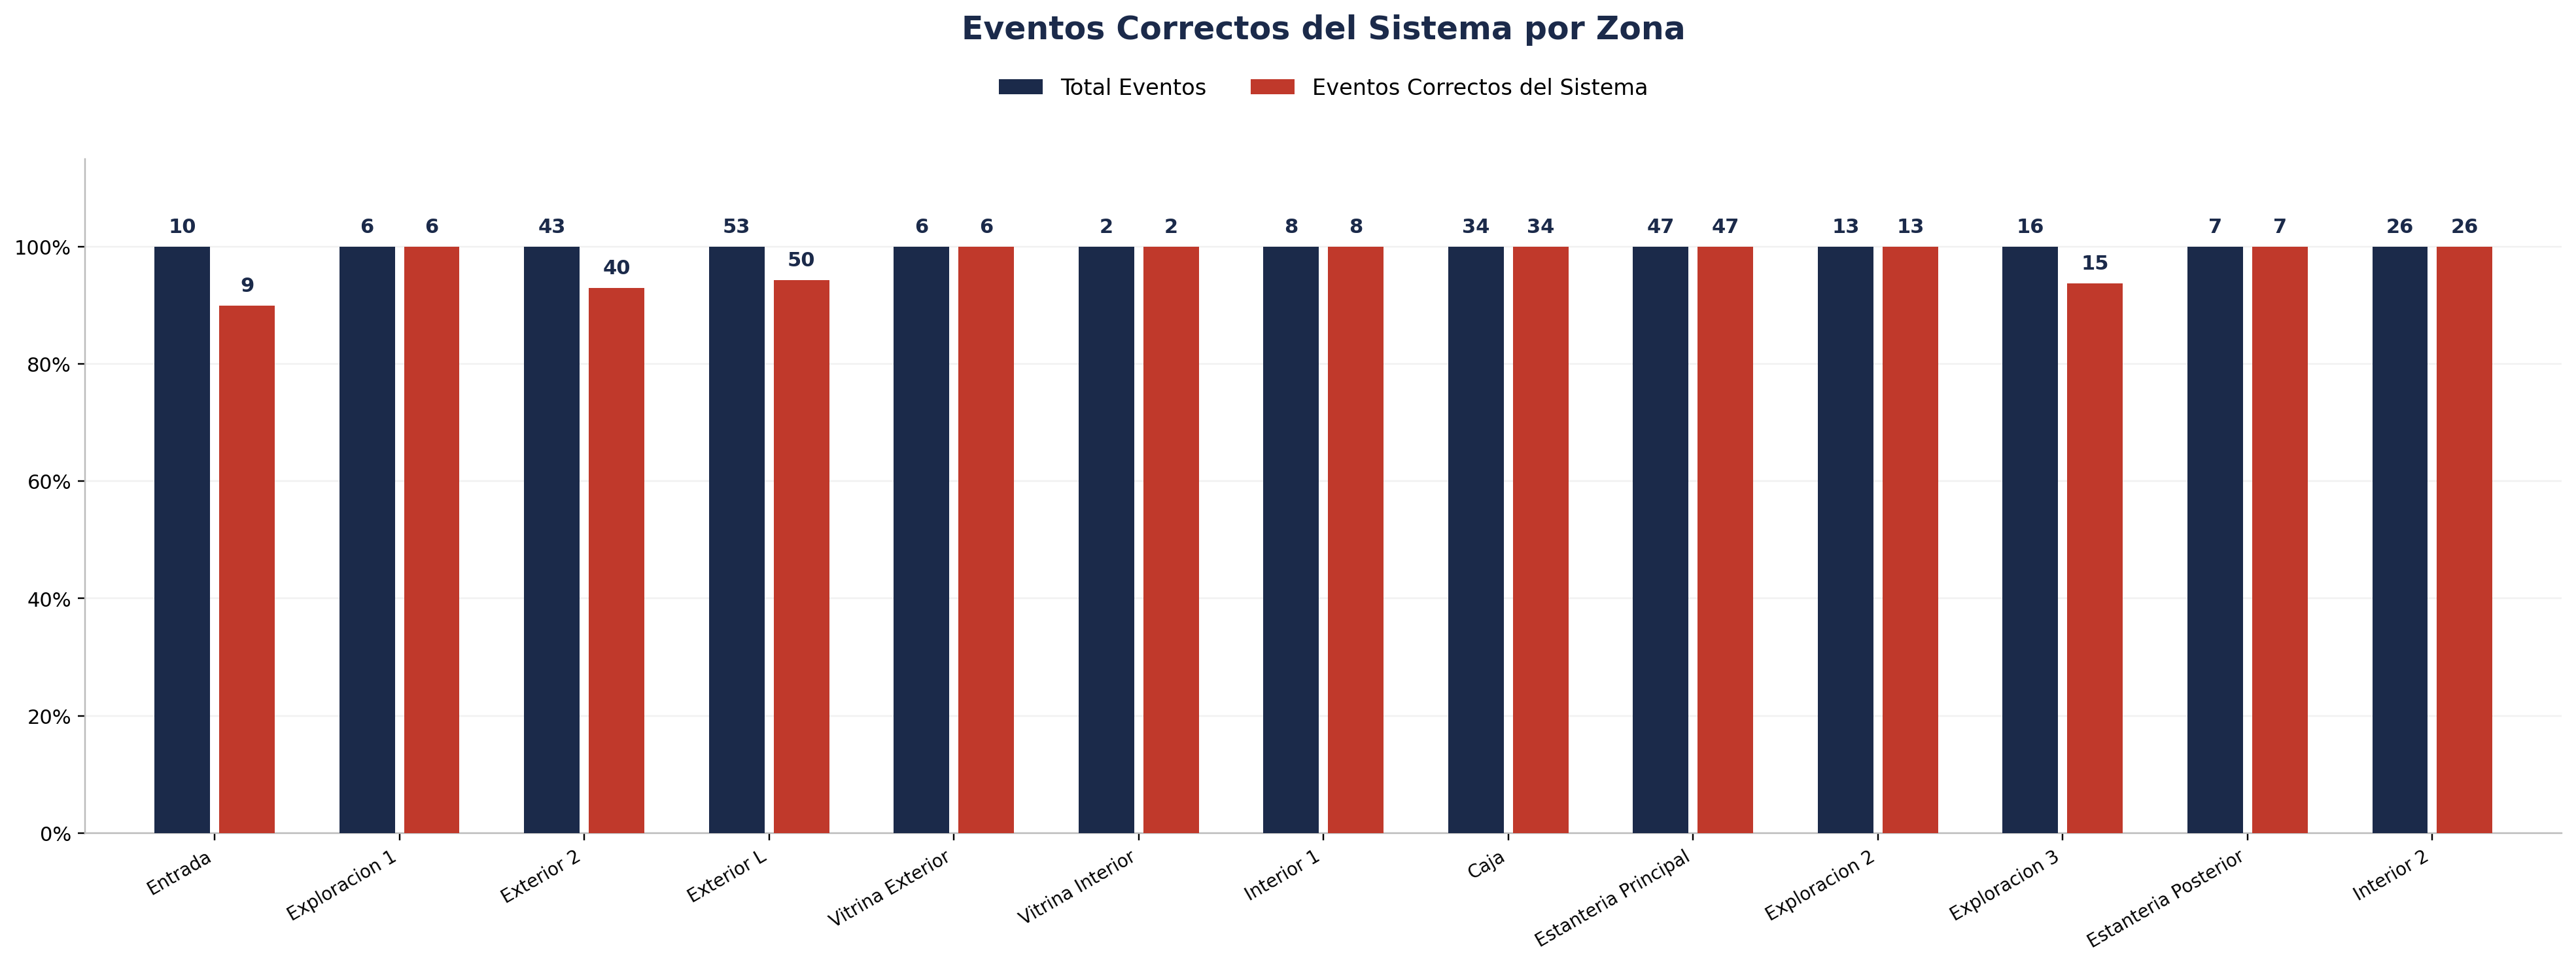 Eventos Correctos del Sistema por Zona
Total Eventos Eventos Correctos del Sistema
10 9 6 6 43 40 53 50 6 6 2 2 8 8 34 34 47 47 13 13 16 15 7 7 26 26
100%
80%
60%
40%
20%
0%
Entrada
Exploracion 1
Exterior 2
Exterior L
Vitrina Exterior
Vitrina Interior
Interior 1
Caja
Estanteria Principal
Exploracion 2
Exploracion 3
Estanteria Posterior
Interior 2